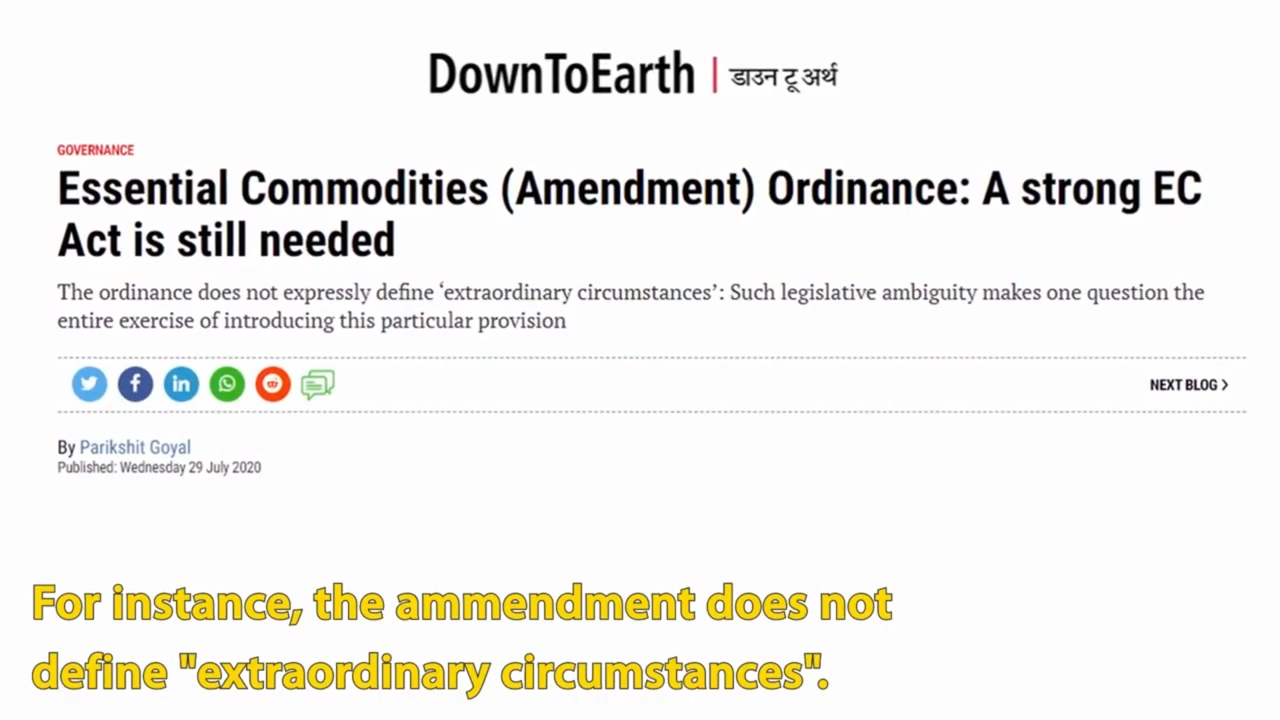 DownToEarth | डाउन टू अर्थ
GOVERNANCE
Essential Commodities (Amendment) Ordinance: A strong EC
Act is still needed
The ordinance does not expressly define ‘extraordinary circumstances’: Such legislative ambiguity makes one question the
entire exercise of introducing this particular provision
NEXT BLOG >
By Parikshit Goyal
Published: Wednesday 29 July 2020
For instance, the ammendment does not
define "extraordinary circumstances".